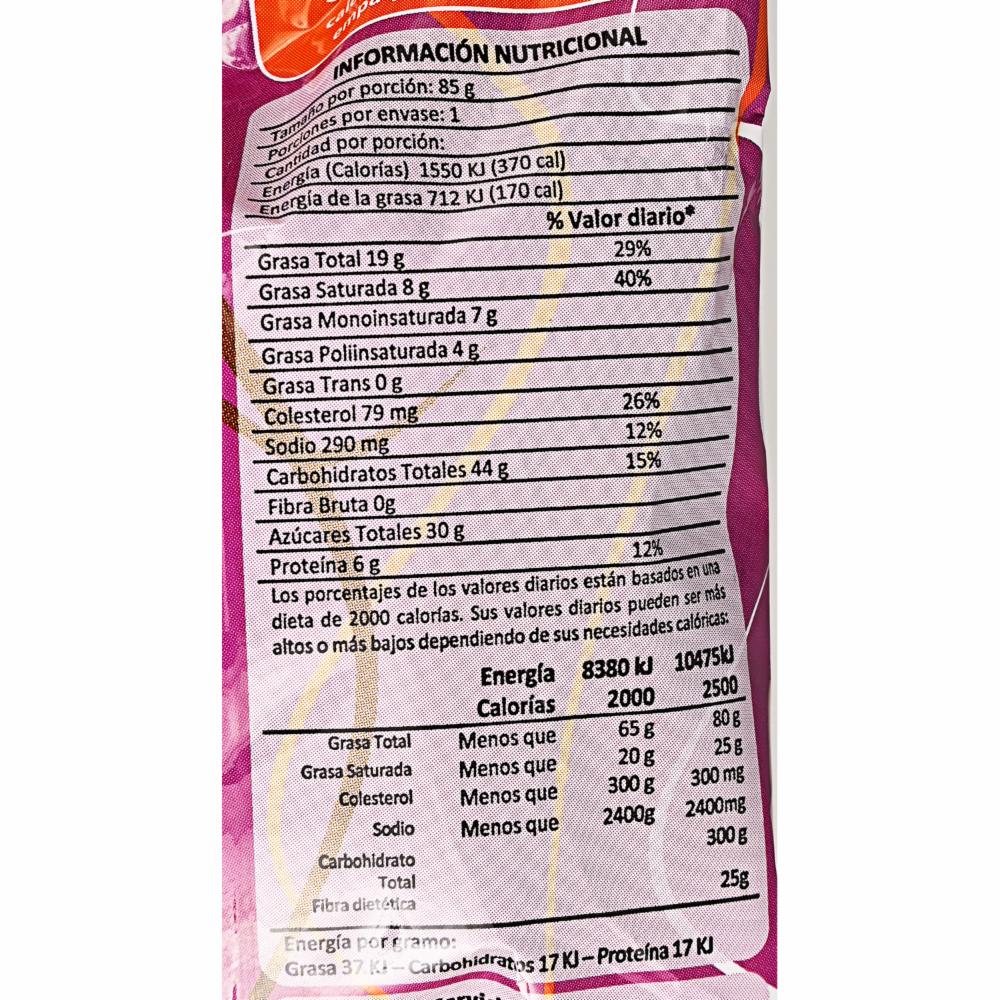 INFORMACIÓN NUTRICIONAL
Tamaño por porción: 85 g
Porciones por envase: 1
Cantidad por porción:
Energía (Calorías) 1550 KJ (370 cal)
Energía de la grasa 712 KJ (170 cal)
% Valor diario*
Grasa Total 19 g 29%
Grasa Saturada 8 g 40%
Grasa Monoinsaturada 7 g
Grasa Poliinsaturada 4 g
Grasa Trans 0 g
Colesterol 79 mg 26%
Sodio 290 mg 12%
Carbohidratos Totales 44 g 15%
Fibra Bruta 0g
Azúcares Totales 30 g
Proteína 6 g 12%
Los porcentajes de los valores diarios están basados en una
dieta de 2000 calorías. Sus valores diarios pueden ser más
altos o más bajos dependiendo de sus necesidades calóricas:
Energía 8380 kJ 10475kJ
Calorías 2000 2500
Grasa Total Menos que 65 g 80 g
Grasa Saturada Menos que 20 g 25 g
Colesterol Menos que 300 g 300 mg
Sodio Menos que 2400g 2400mg
Carbohidrato 300 g
Total
Fibra dietética 25g
Energía por gramo:
Grasa 37 KJ – Carbohidratos 17 KJ – Proteína 17 KJ